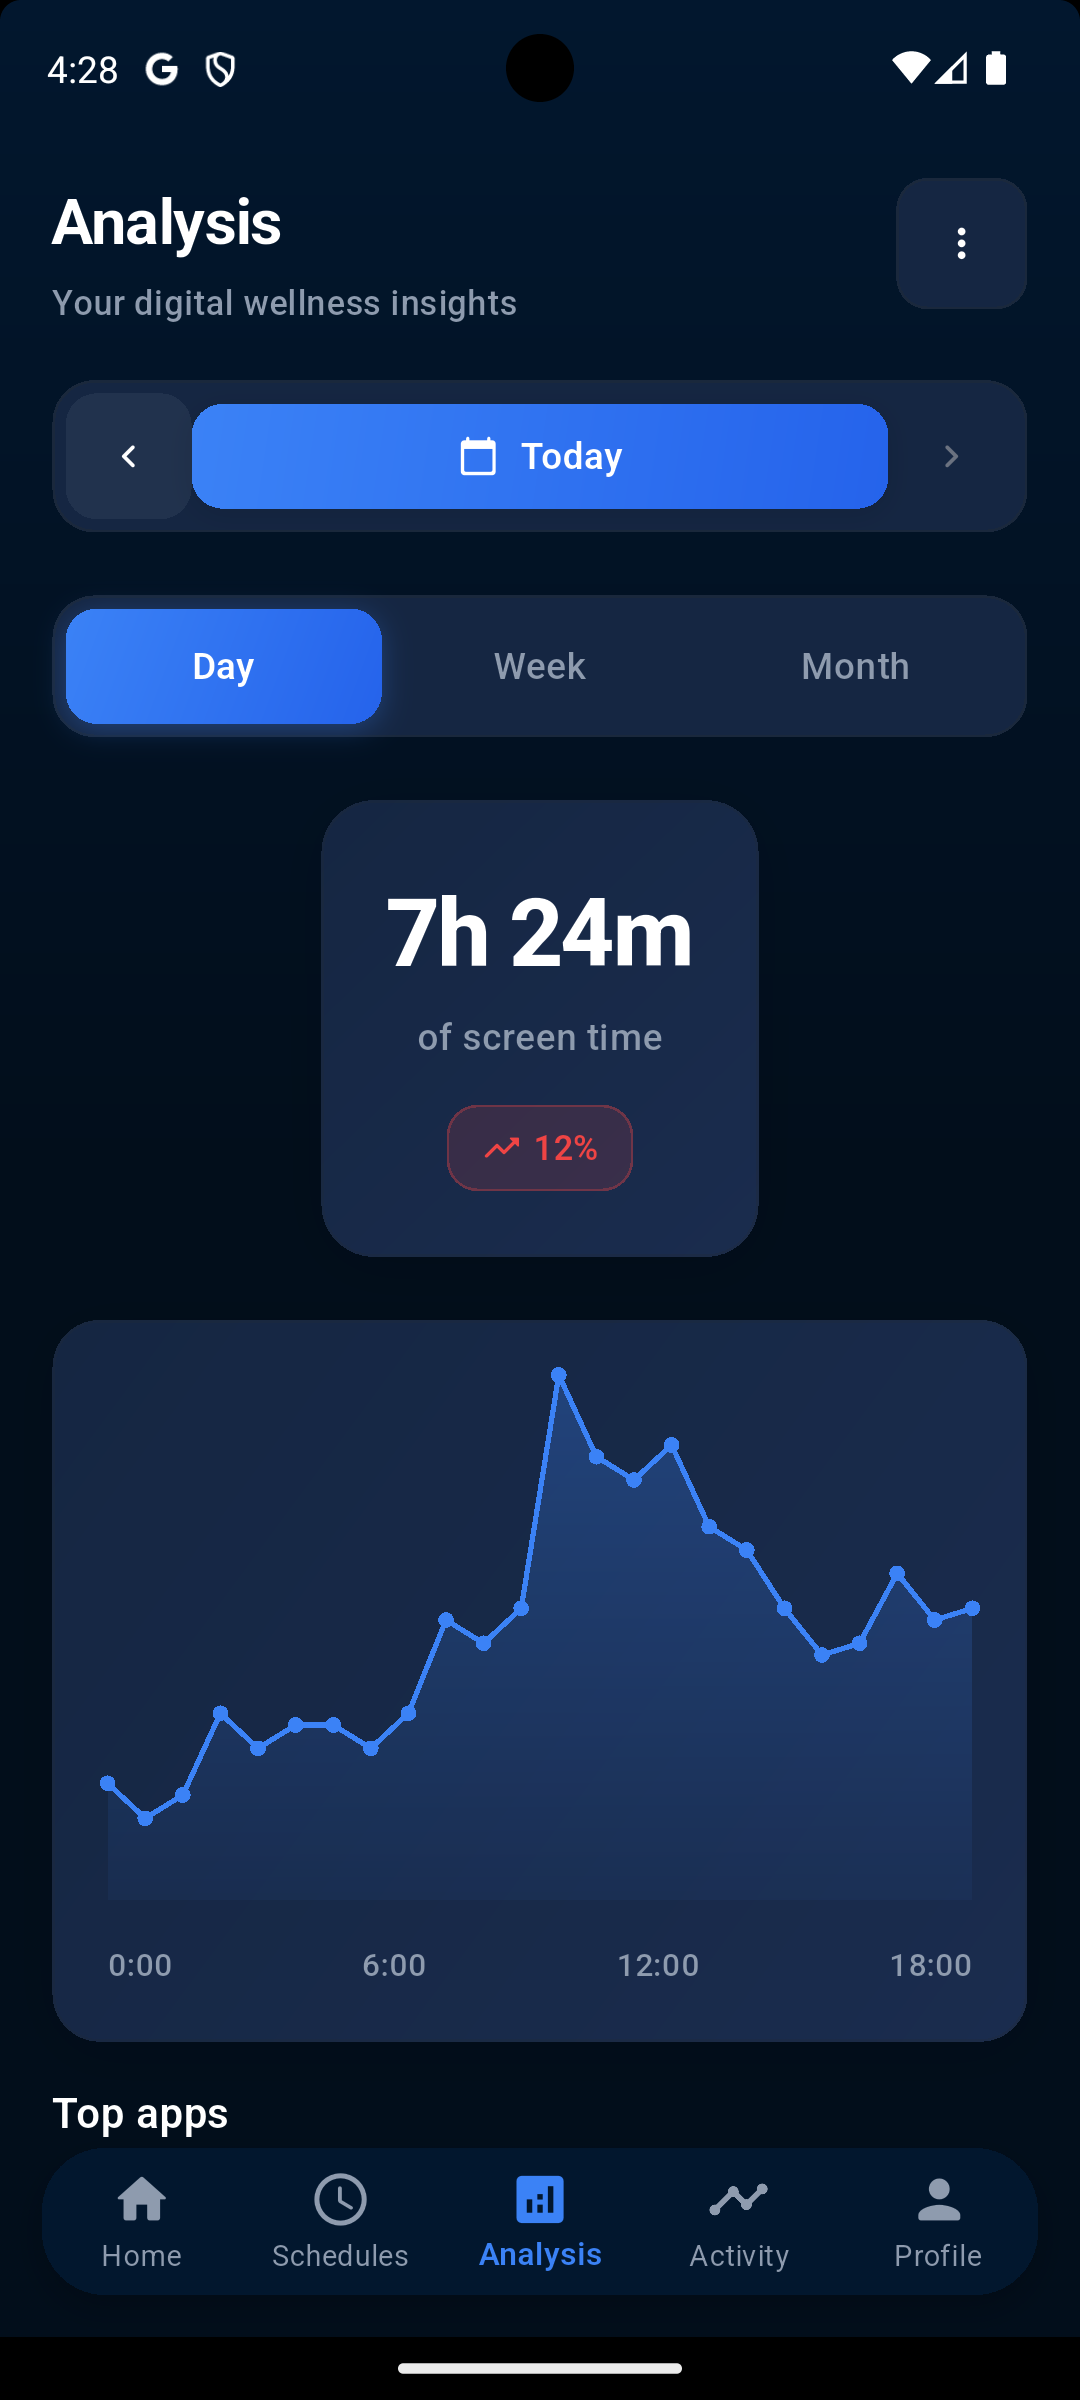 4:28
Analysis
Your digital wellness insights
Today
Day Week Month
7h 24m
of screen time
12%
0:00 6:00 12:00 18:00
Top apps
Home Schedules Analysis Activity Profile